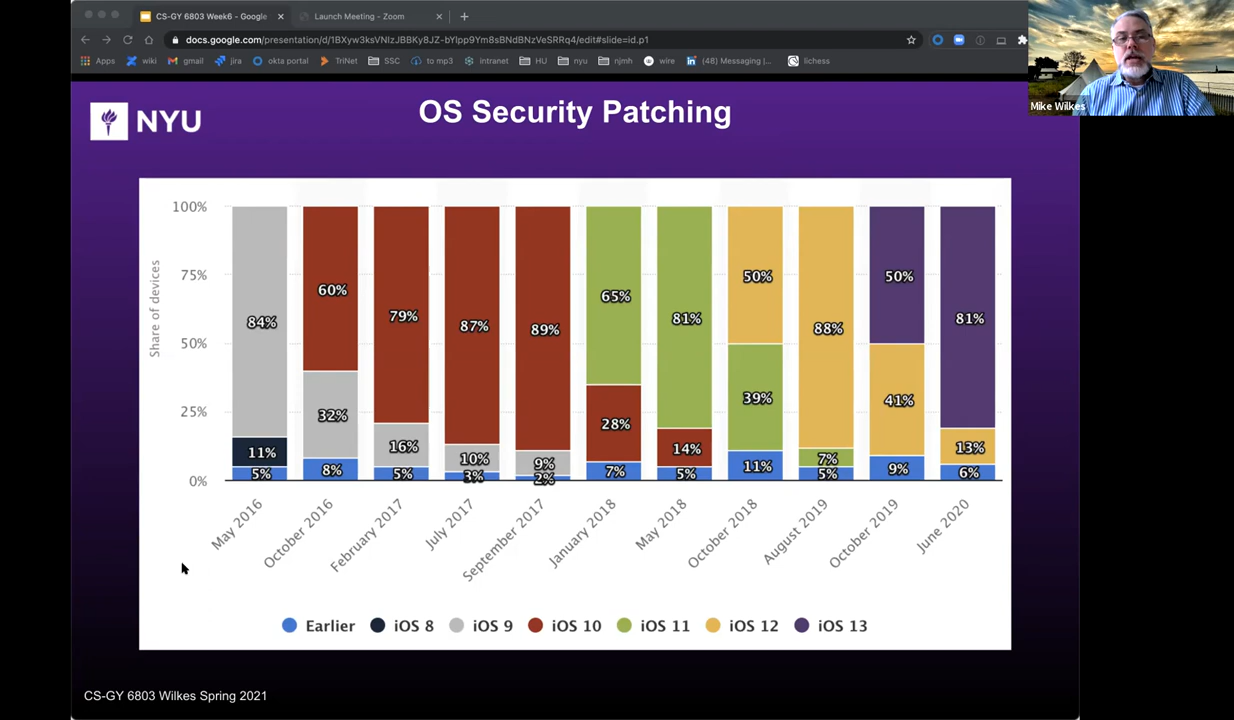 CS-GY 6803 Week6 - Google
Launch Meeting - Zoom
docs.google.com/presentation/d/1BXyw3ksVNIzJBBKy8JZ-bYlpp9Ym8sBNdBNzVeSRRq4/edit#slide=id.p1
Apps wiki gmail jira okta portal TriNet SSC to mp3 intranet HU nyu njmh wire (48) Messaging |... lichess
Mike Wilkes
NYU
OS Security Patching
Share of devices
100%
75%
50%
25%
0%
84% 11% 5%
60% 32% 8%
79% 16% 5%
87% 10% 3%
89% 9% 2%
65% 28% 7%
81% 14% 5%
50% 39% 11%
88% 7% 5%
50% 41% 9%
81% 13% 6%
May 2016 October 2016 February 2017 July 2017 September 2017 January 2018 May 2018 October 2018 August 2019 October 2019 June 2020
Earlier iOS 8 iOS 9 iOS 10 iOS 11 iOS 12 iOS 13
CS-GY 6803 Wilkes Spring 2021